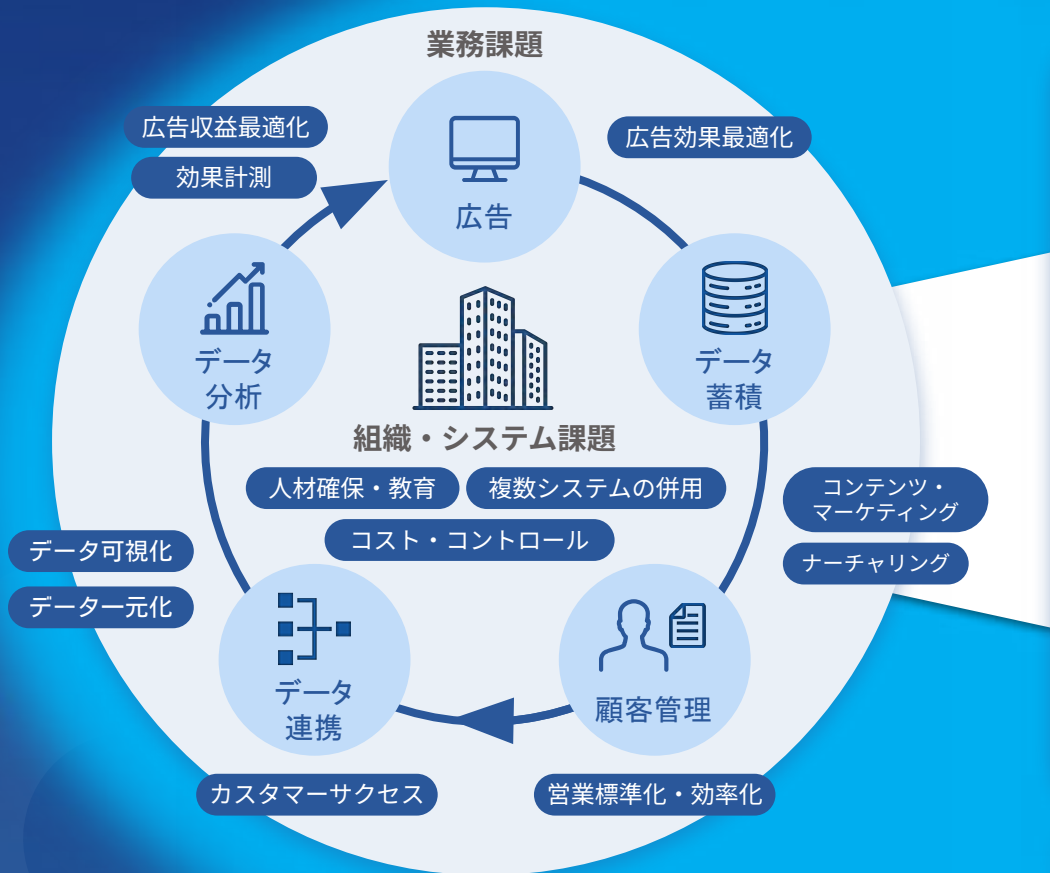 業務課題
広告収益最適化
効果計測
広告効果最適化
広告
データ
分析
データ
蓄積
組織・システム課題
人材確保・教育
複数システムの併用
コスト・コントロール
コンテンツ・
マーケティング
ナーチャリング
データ可視化
データ一元化
データ
連携
顧客管理
カスタマーサクセス
営業標準化・効率化